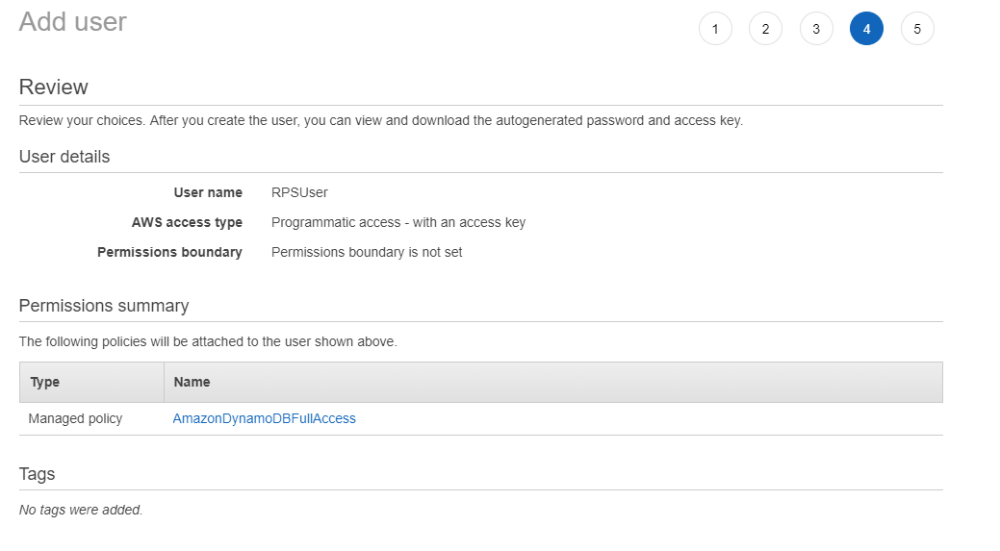 Add user
1 2 3 4 5
Review
Review your choices. After you create the user, you can view and download the autogenerated password and access key.
User details
User name RPSUser
AWS access type Programmatic access - with an access key
Permissions boundary Permissions boundary is not set
Permissions summary
The following policies will be attached to the user shown above.
Type Name
Managed policy AmazonDynamoDBFullAccess
Tags
No tags were added.